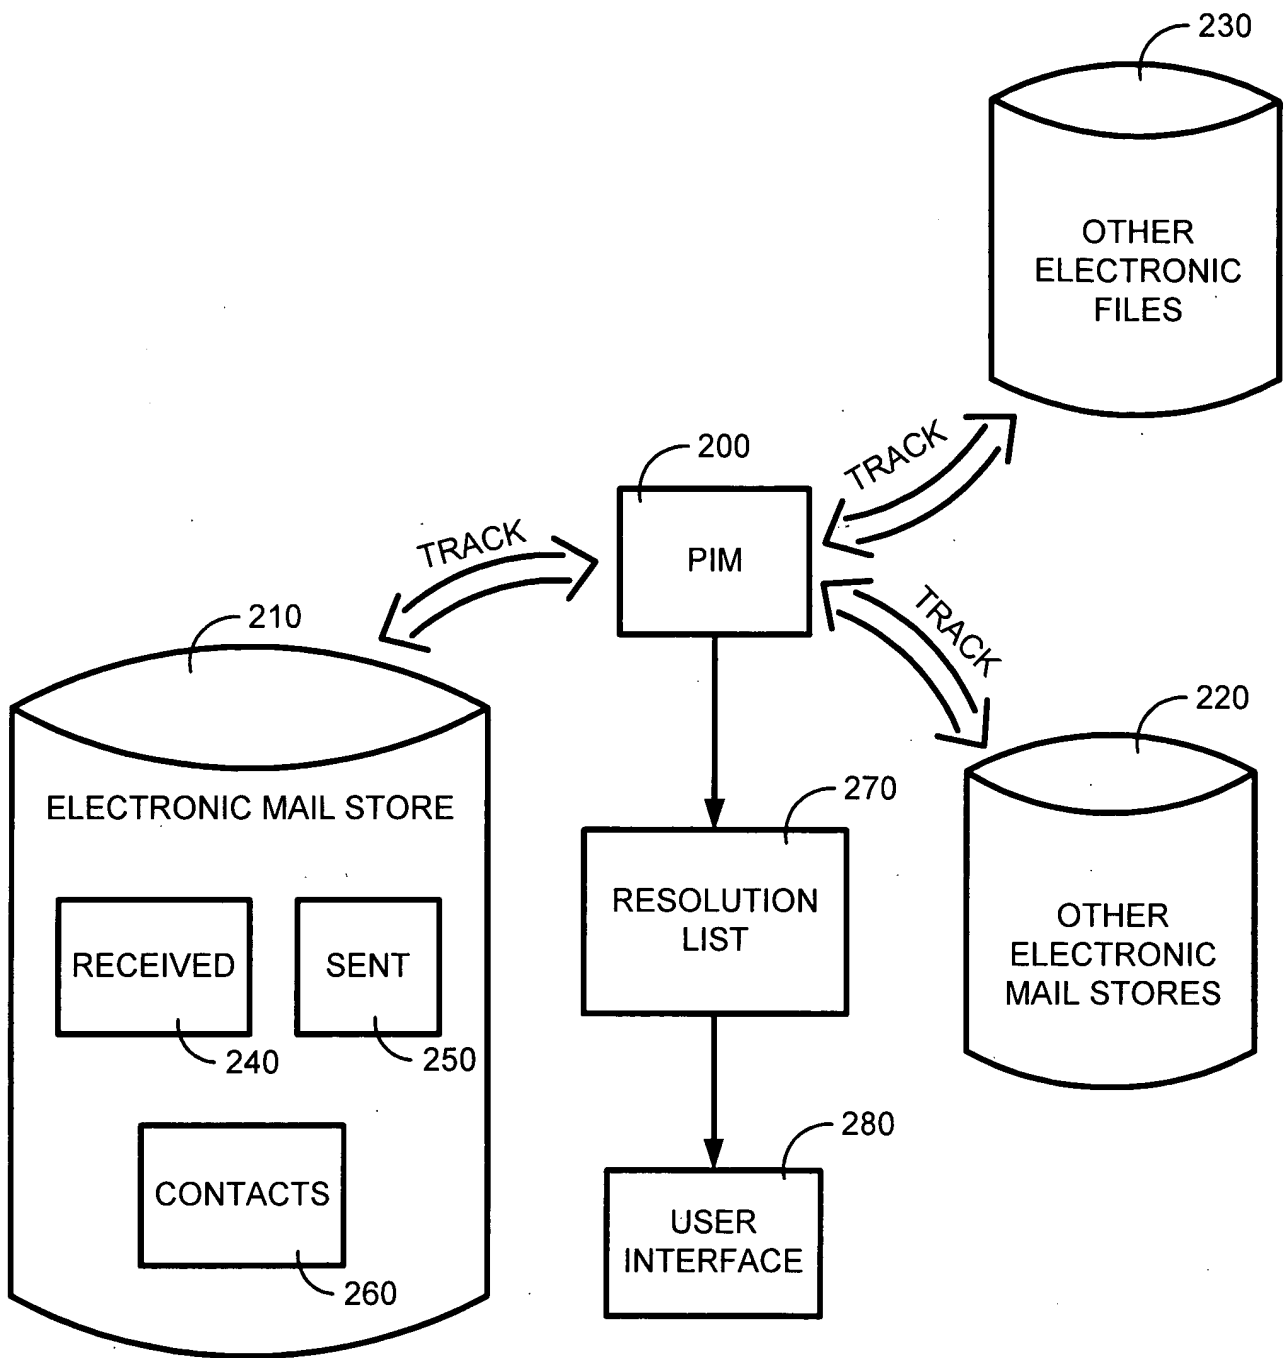 230
OTHER
ELECTRONIC
FILES
200
TRACK
PIM
TRACK
TRACK
210
220
ELECTRONIC MAIL STORE
270
RESOLUTION
LIST
OTHER
ELECTRONIC
MAIL STORES
RECEIVED
SENT
240
250
280
CONTACTS
USER
INTERFACE
260